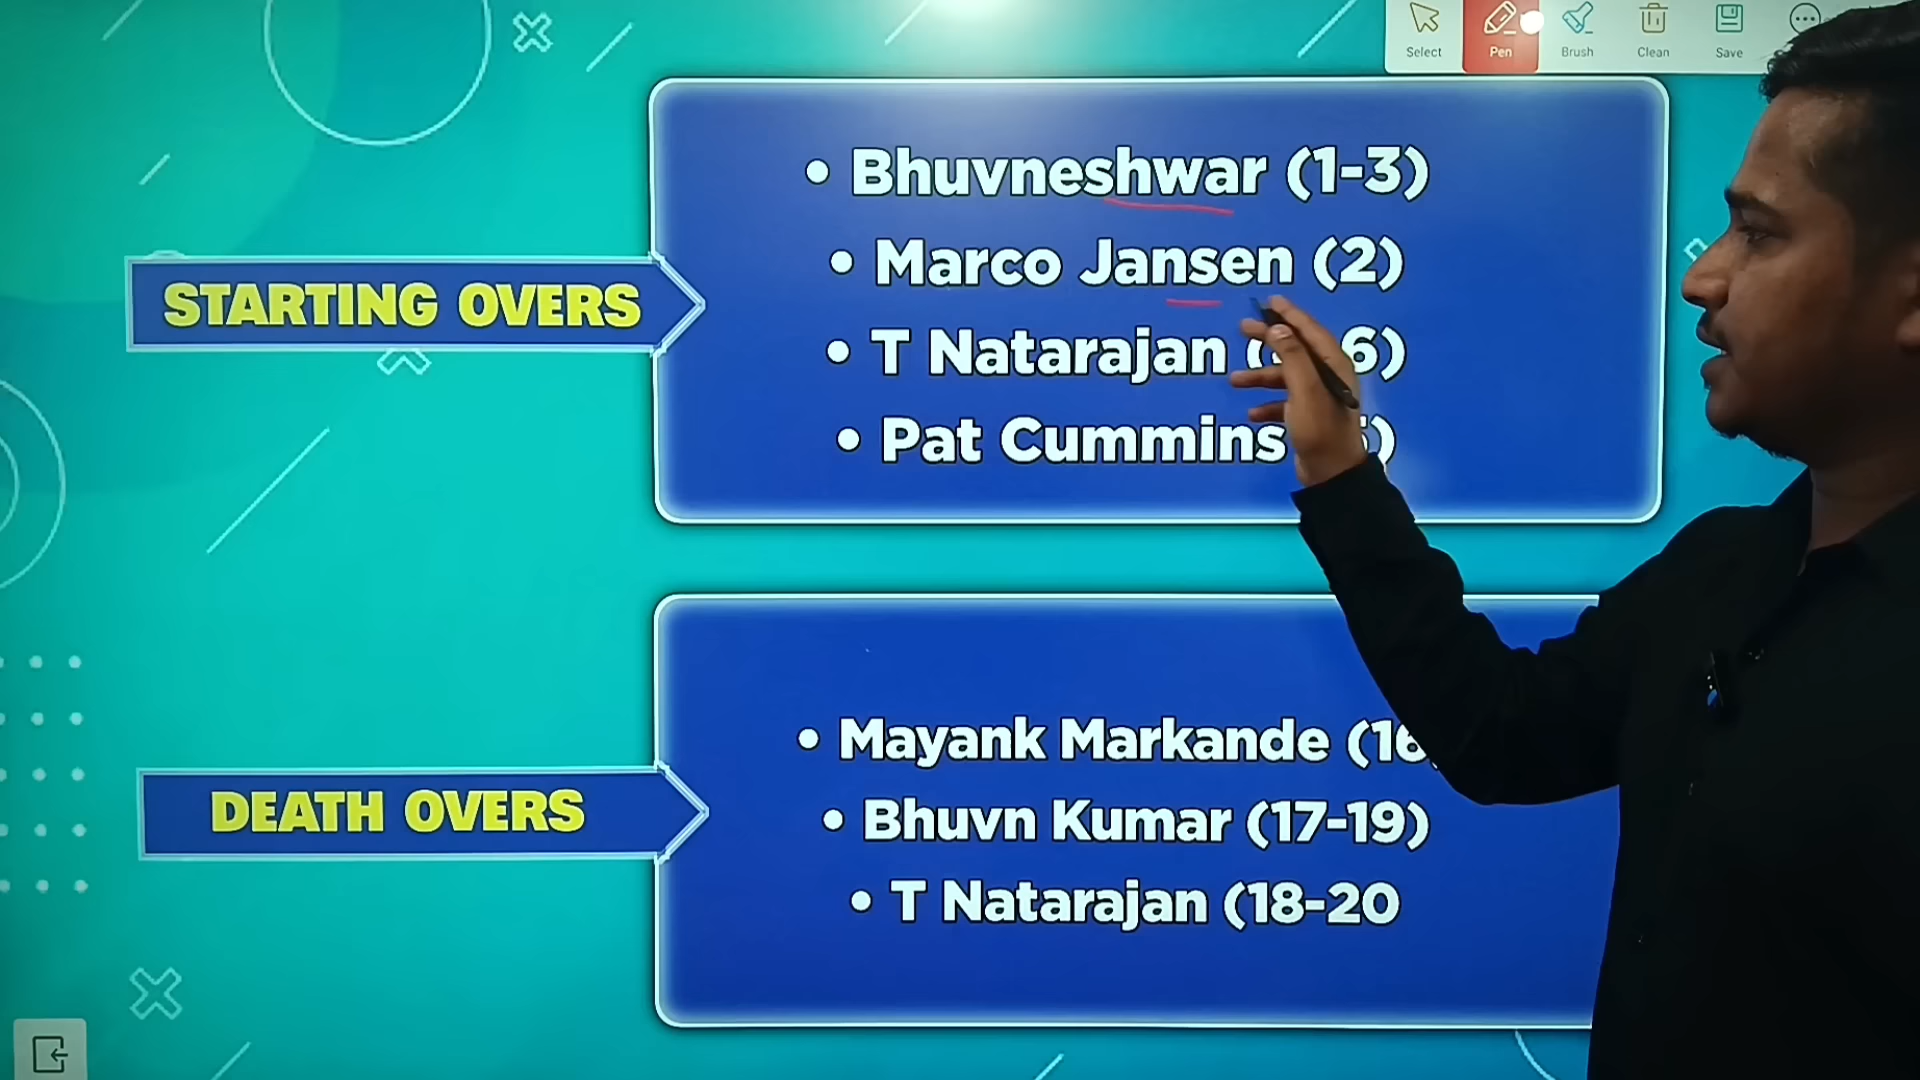 Select Pen Brush Clean Save
• Bhuvneshwar (1-3)
• Marco Jansen (2)
STARTING OVERS
• T Natarajan 6)
• Pat Cummins )
• Mayank Markande (16
DEATH OVERS
• Bhuvn Kumar (17-19)
• T Natarajan (18-20